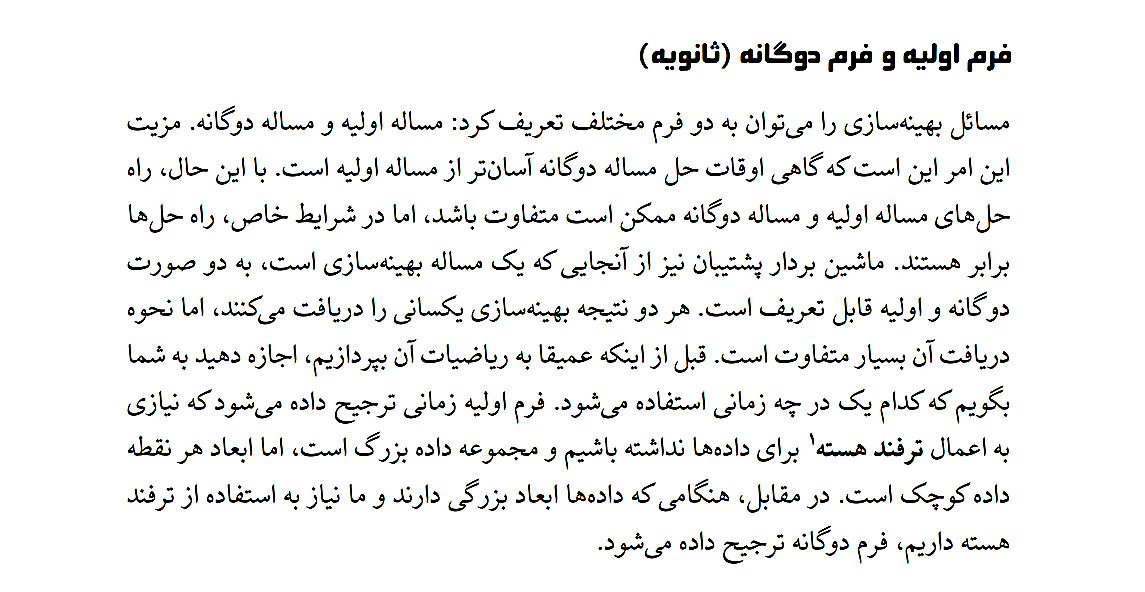 فرم اولیه و فرم دوگانه (ثانویه)
مسائل بهینه‌سازی را می‌توان به دو فرم مختلف تعریف کرد: مساله اولیه و مساله دوگانه. مزیت
این امر این است که گاهی اوقات حل مساله دوگانه آسان‌تر از مساله اولیه است. با این حال، راه
حل‌های مساله اولیه و مساله دوگانه ممکن است متفاوت باشد، اما در شرایط خاص، راه حل‌ها
برابر هستند. ماشین بردار پشتیبان نیز از آنجایی که یک مساله بهینه‌سازی است، به دو صورت
دوگانه و اولیه قابل تعریف است. هر دو نتیجه بهینه‌سازی یکسانی را دریافت می‌کنند، اما نحوه
دریافت آن بسیار متفاوت است. قبل از اینکه عمیقا به ریاضیات آن بپردازیم، اجازه دهید به شما
بگویم که کدام یک در چه زمانی استفاده می‌شود. فرم اولیه زمانی ترجیح داده می‌شود که نیازی
به اعمال ترفند هسته۱ برای داده‌ها نداشته باشیم و مجموعه داده بزرگ است، اما ابعاد هر نقطه
داده کوچک است. در مقابل، هنگامی که داده‌ها ابعاد بزرگی دارند و ما نیاز به استفاده از ترفند
هسته داریم، فرم دوگانه ترجیح داده می‌شود.